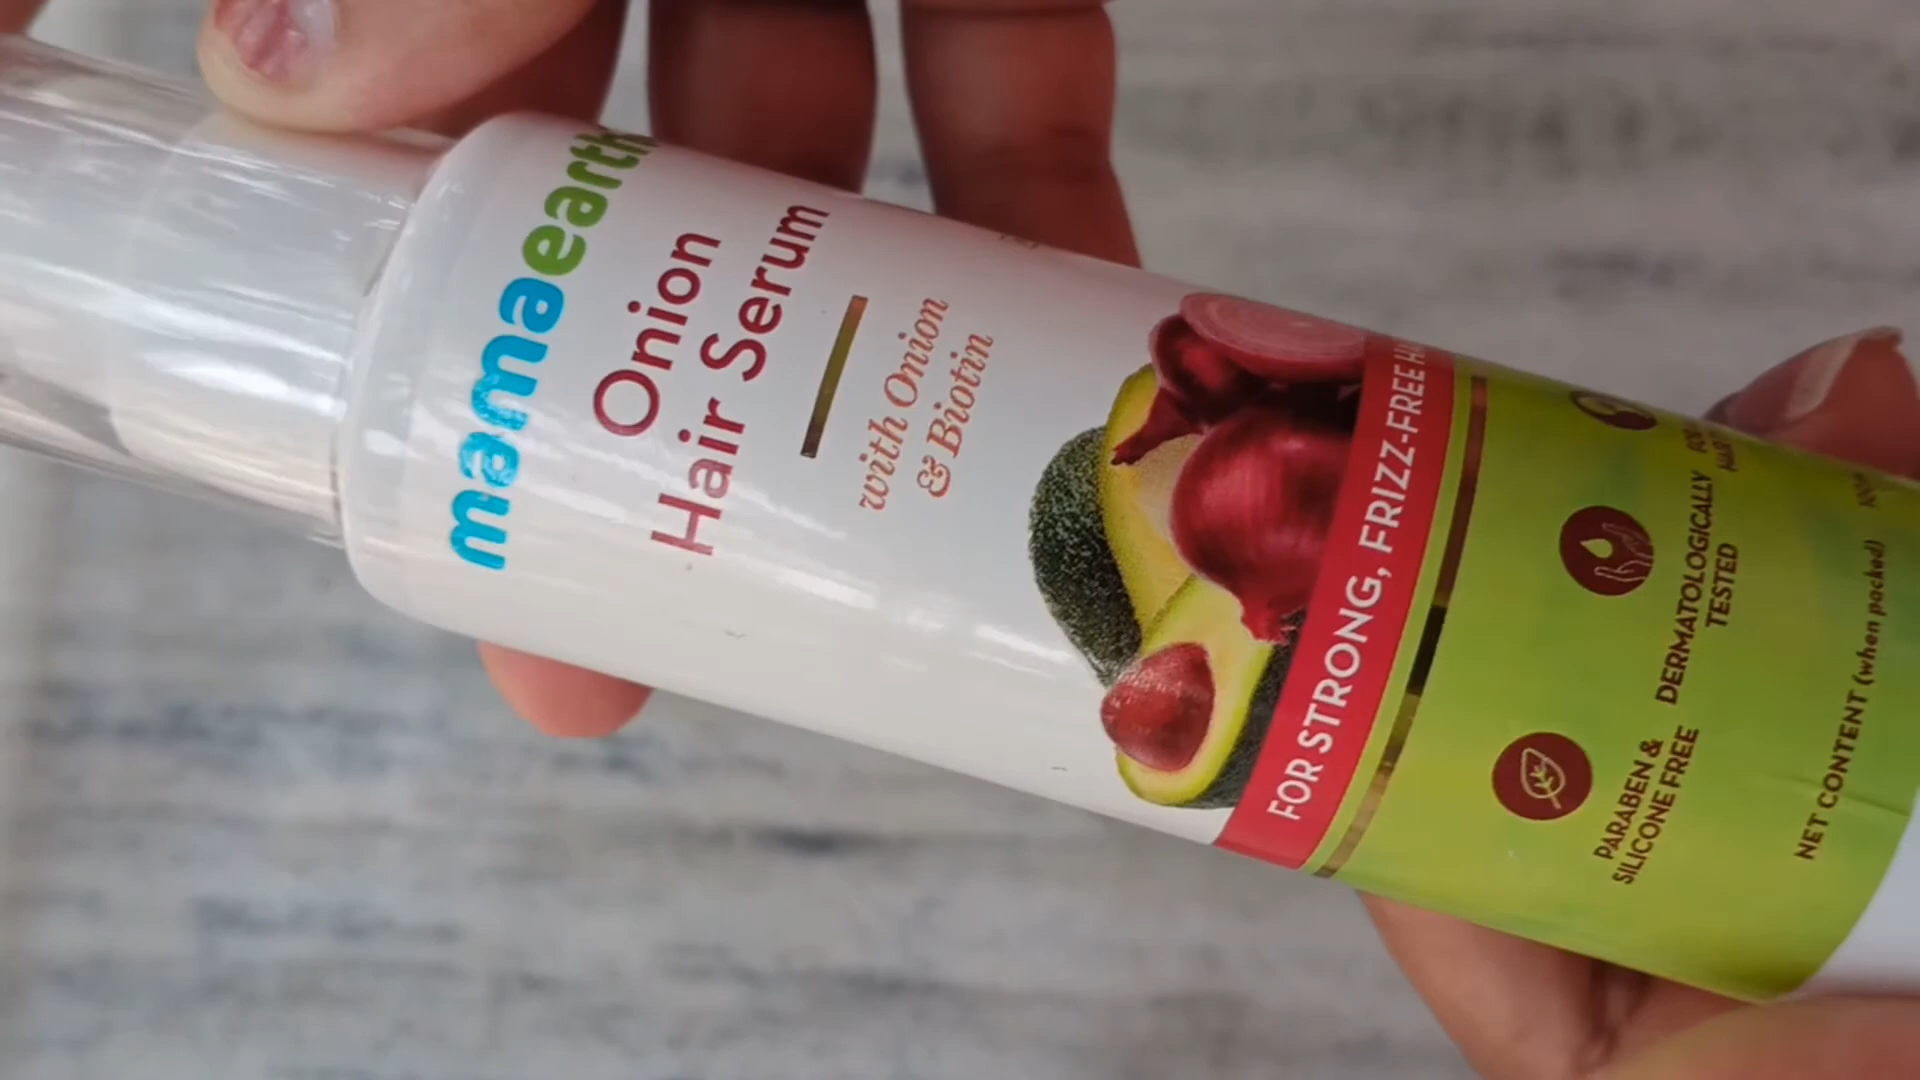 mamaearth
Onion
Hair Serum
with Onion
& Biotin
FOR STRONG, FRIZZ-FREE
PARABEN &
SILICONE FREE
DERMATOLOGICALLY
TESTED
NET CONTENT (when packed)